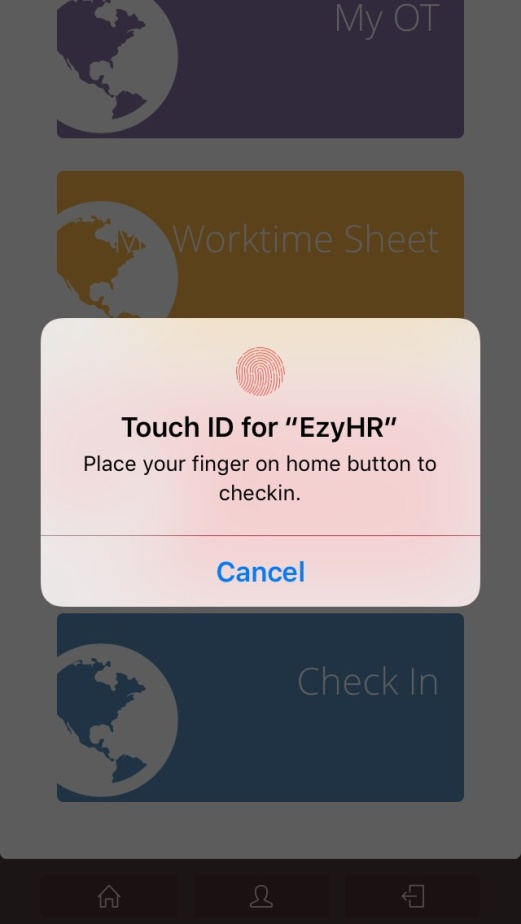 My OT
My Worktime Sheet
Touch ID for “EzyHR”
Place your finger on home button to
checkin.
Cancel
Check In